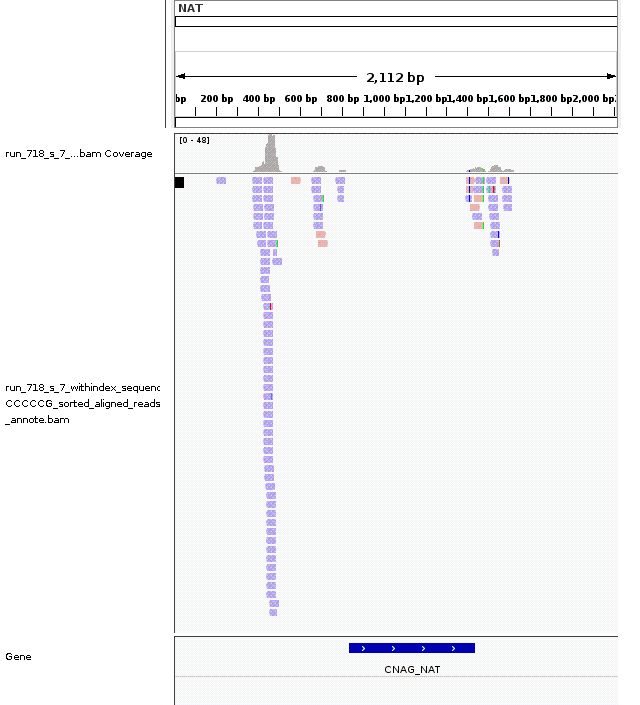 NAT
2,112 bp
bp 200 bp 400 bp 600 bp 800 bp 1,000 bp 1,200 bp 1,400 bp 1,600 bp 1,800 bp 2,000 bp 2,
run_718_s_7_...bam Coverage
[0 - 48]
run_718_s_7_withindex_sequenc
CCCCCG_sorted_aligned_reads
_annote.bam
Gene
CNAG_NAT